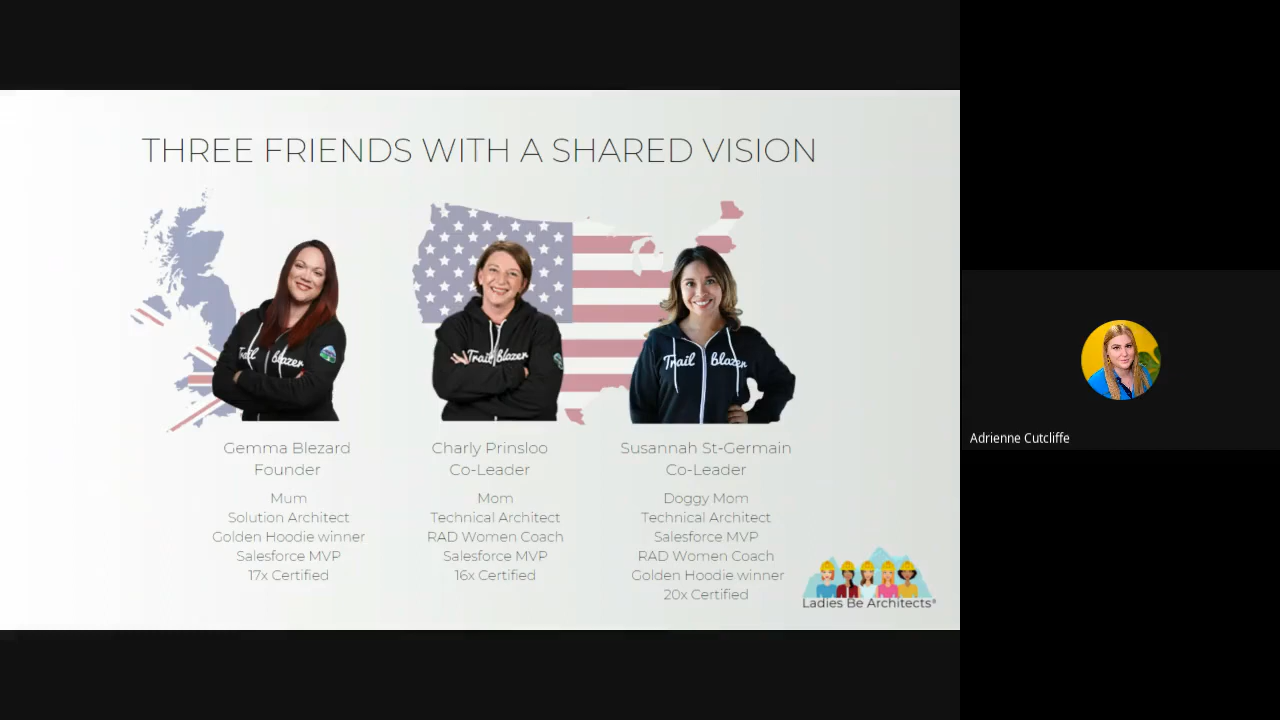 THREE FRIENDS WITH A SHARED VISION
Trail blazer
Trail blazer
Trail blazer
Gemma Blezard
Founder
Mum
Solution Architect
Golden Hoodie winner
Salesforce MVP
17x Certified
Charly Prinsloo
Co-Leader
Mom
Technical Architect
RAD Women Coach
Salesforce MVP
16x Certified
Susannah St-Germain
Co-Leader
Doggy Mom
Technical Architect
Salesforce MVP
RAD Women Coach
Golden Hoodie winner
20x Certified
Ladies Be Architects®
Adrienne Cutcliffe